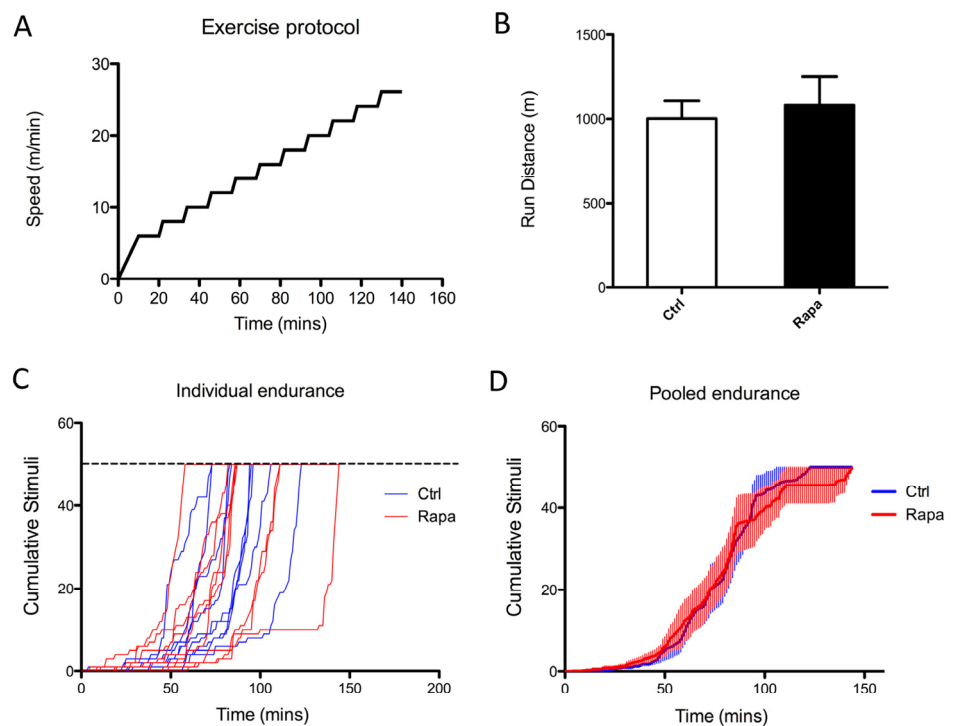 A
Exercise protocol
Speed (m/min)
30
20
10
0
0 20 40 60 80 100 120 140 160
Time (mins)
B
Run Distance (m)
1500
1000
500
0
Ctrl Rapa
C
Individual endurance
Cumulative Stimuli
60
40
20
0
Ctrl
Rapa
0 50 100 150 200
Time (mins)
D
Pooled endurance
Cumulative Stimuli
60
40
20
0
Ctrl
Rapa
0 50 100 150
Time (mins)